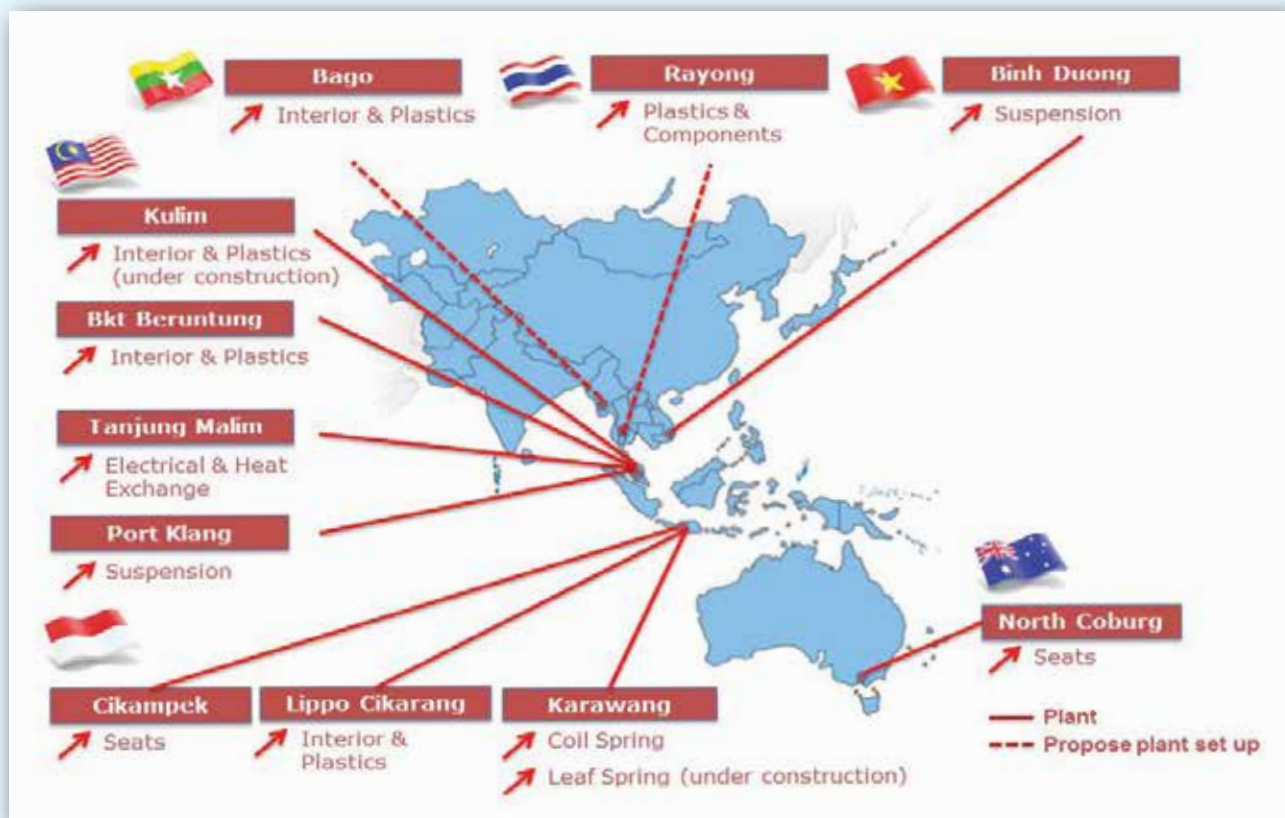 Bago
Interior & Plastics
Rayong
Plastics &
Components
Binh Duong
Suspension
Kulim
Interior & Plastics
(under construction)
Bkt Beruntung
Interior & Plastics
Tanjung Malim
Electrical & Heat
Exchange
Port Klang
Suspension
North Coburg
Seats
Cikampek
Seats
Lippo Cikarang
Interior &
Plastics
Karawang
Coil Spring
Leaf Spring (under construction)
Plant
Propose plant set up